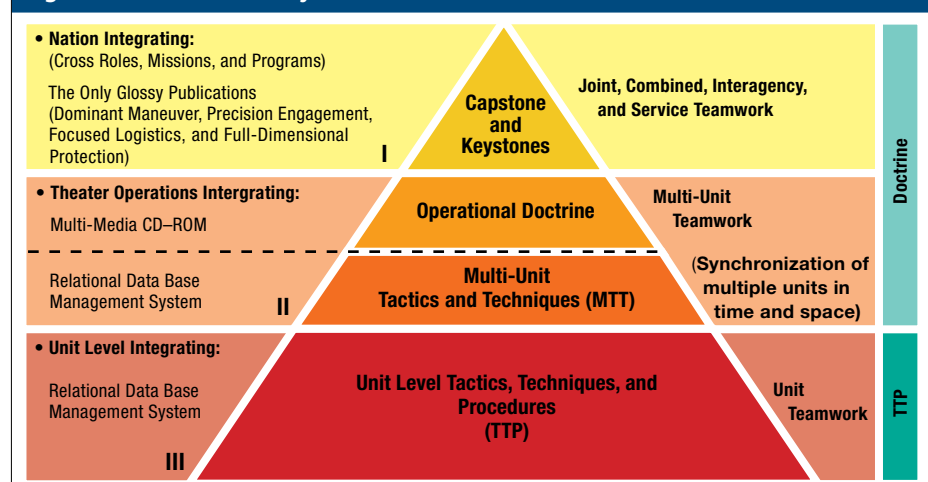 • Nation Integrating:
(Cross Roles, Missions, and Programs)
The Only Glossy Publications
(Dominant Maneuver, Precision Engagement,
Focused Logistics, and Full-Dimensional
Protection)
I
Capstone
and
Keystones
Joint, Combined, Interagency,
and Service Teamwork
• Theater Operations Intergrating:
Multi-Media CD–ROM
Operational Doctrine
Multi-Unit
Teamwork
Relational Data Base
Management System
II
Multi-Unit
Tactics and Techniques (MTT)
(Synchronization of
multiple units in
time and space)
Doctrine
• Unit Level Integrating:
Relational Data Base
Management System
III
Unit Level Tactics, Techniques, and
Procedures
(TTP)
Unit
Teamwork
TTP